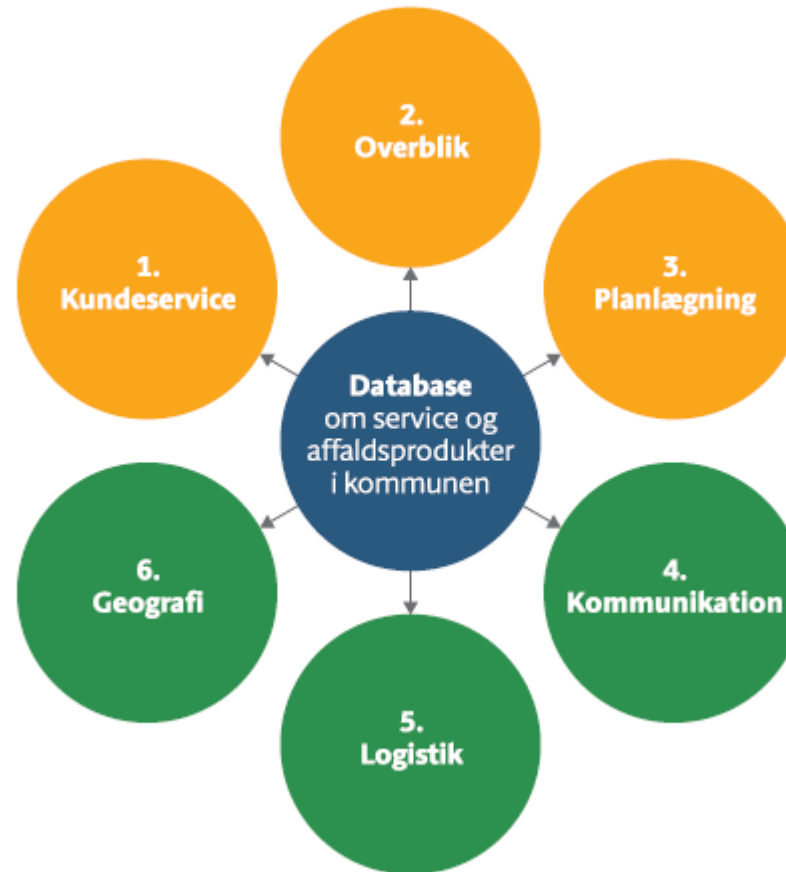 2.
Overblik
1.
Kundeservice
3.
Planlægning
Database
om service og
affaldsprodukter
i kommunen
6.
Geografi
4.
Kommunikation
5.
Logistik